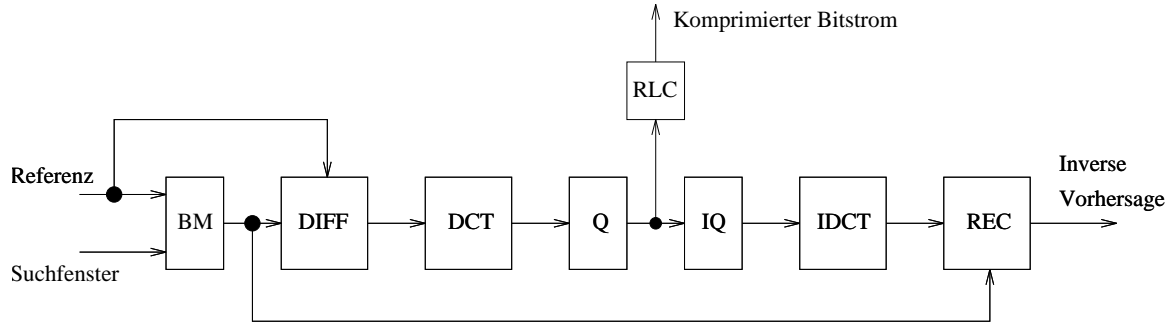 Komprimierter Bitstrom
RLC
Referenz
Suchfenster
BM
DIFF
DCT
Q
IQ
IDCT
REC
Inverse
Vorhersage